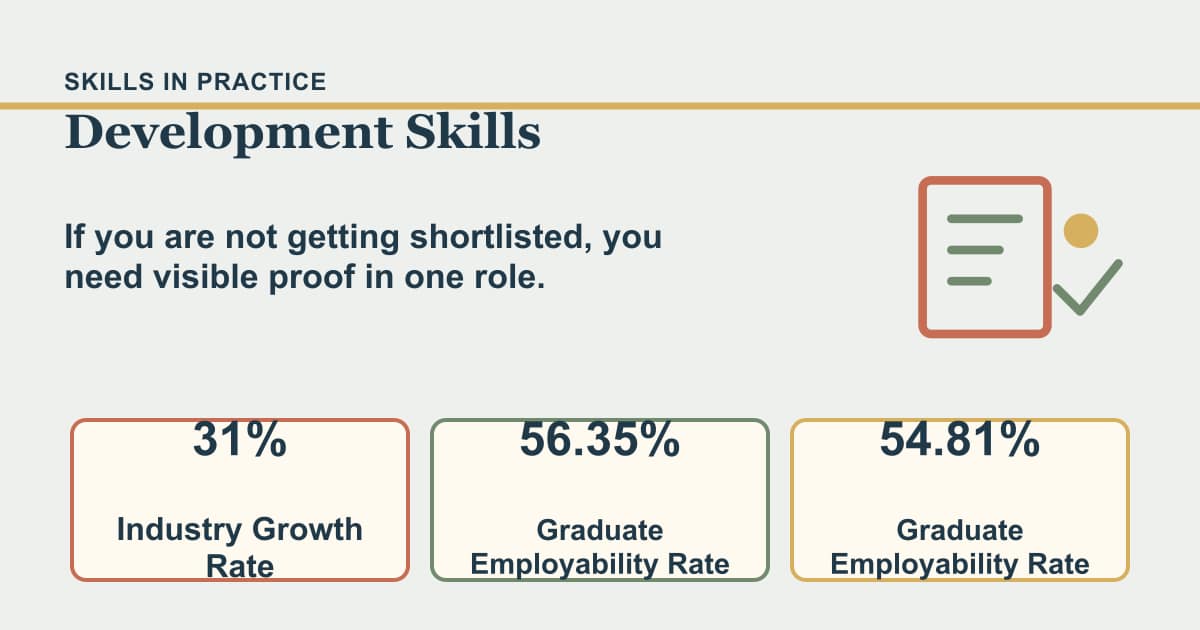 SKILLS IN PRACTICE
Development Skills
If you are not getting shortlisted, you
need visible proof in one role.
31%
Industry Growth
Rate
56.35%
Graduate
Employability Rate
54.81%
Graduate
Employability Rate